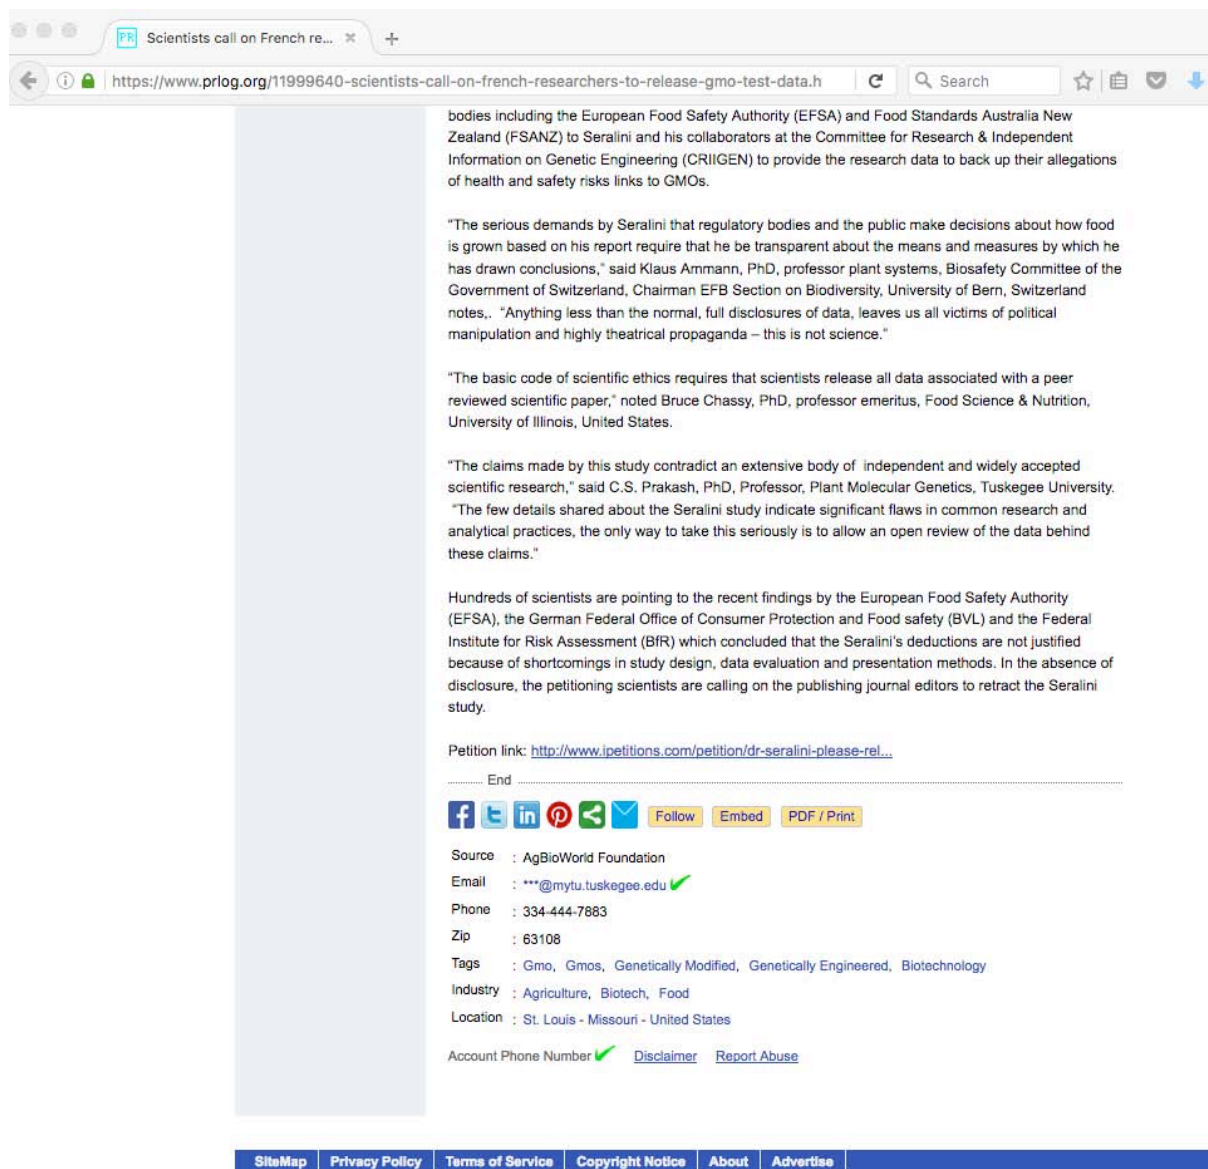 PR Scientists call on French re... × +
https://www.prlog.org/11999640-scientists-call-on-french-researchers-to-release-gmo-test-data.h
Search
bodies including the European Food Safety Authority (EFSA) and Food Standards Australia New
Zealand (FSANZ) to Seralini and his collaborators at the Committee for Research & Independent
Information on Genetic Engineering (CRIIGEN) to provide the research data to back up their allegations
of health and safety risks links to GMOs.
"The serious demands by Seralini that regulatory bodies and the public make decisions about how food
is grown based on his report require that he be transparent about the means and measures by which he
has drawn conclusions," said Klaus Ammann, PhD, professor plant systems, Biosafety Committee of the
Government of Switzerland, Chairman EFB Section on Biodiversity, University of Bern, Switzerland
notes,. "Anything less than the normal, full disclosures of data, leaves us all victims of political
manipulation and highly theatrical propaganda – this is not science."
"The basic code of scientific ethics requires that scientists release all data associated with a peer
reviewed scientific paper," noted Bruce Chassy, PhD, professor emeritus, Food Science & Nutrition,
University of Illinois, United States.
"The claims made by this study contradict an extensive body of independent and widely accepted
scientific research," said C.S. Prakash, PhD, Professor, Plant Molecular Genetics, Tuskegee University.
"The few details shared about the Seralini study indicate significant flaws in common research and
analytical practices, the only way to take this seriously is to allow an open review of the data behind
these claims."
Hundreds of scientists are pointing to the recent findings by the European Food Safety Authority
(EFSA), the German Federal Office of Consumer Protection and Food safety (BVL) and the Federal
Institute for Risk Assessment (BfR) which concluded that the Seralini's deductions are not justified
because of shortcomings in study design, data evaluation and presentation methods. In the absence of
disclosure, the petitioning scientists are calling on the publishing journal editors to retract the Seralini
study.
Petition link: http://www.ipetitions.com/petition/dr-seralini-please-rel...
End
Follow Embed PDF / Print
Source : AgBioWorld Foundation
Email : ***@mytu.tuskegee.edu
Phone : 334-444-7883
Zip : 63108
Tags : Gmo, Gmos, Genetically Modified, Genetically Engineered, Biotechnology
Industry : Agriculture, Biotech, Food
Location : St. Louis - Missouri - United States
Account Phone Number Disclaimer Report Abuse
SiteMap Privacy Policy Terms of Service Copyright Notice About Advertise